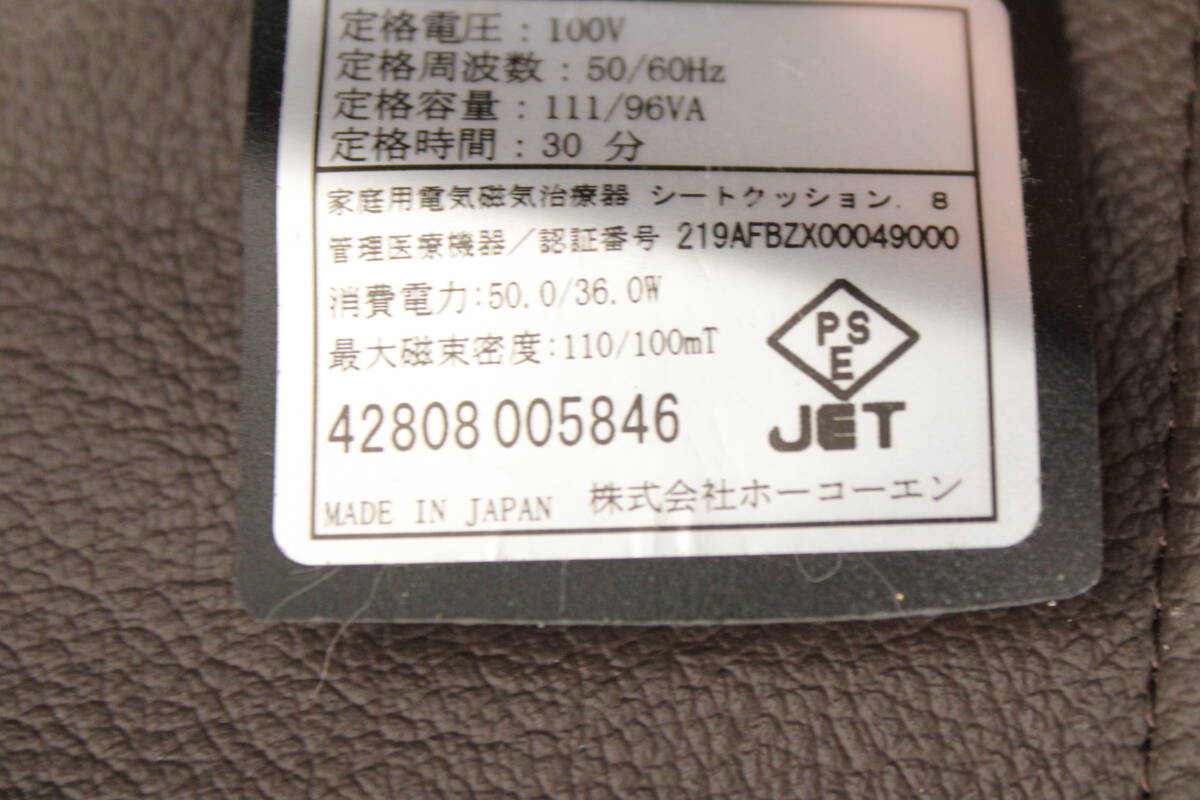 定格電圧：100V
定格周波数：50/60Hz
定格容量：111/96VA
定格時間：30 分
家庭用電気磁気治療器 シートクッション．8
管理医療機器／認証番号 219AFBZX00049000
消費電力:50.0/36.0W
最大磁束密度:110/100mT
PS
E
42808 005846
JET
MADE IN JAPAN 株式会社ホーコーエン